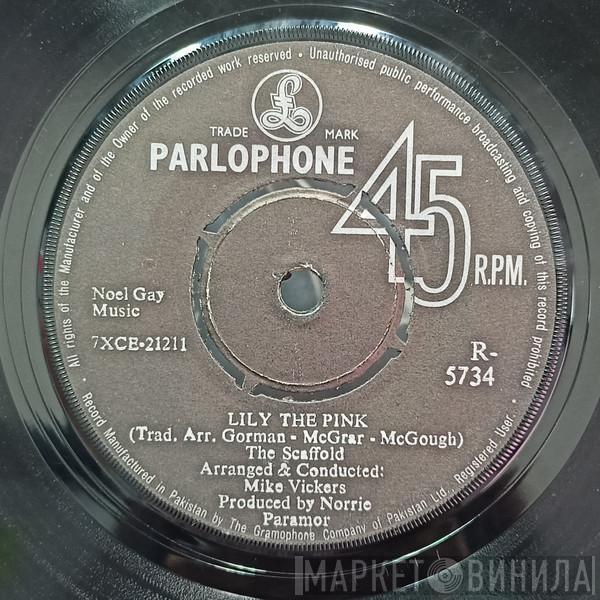 All rights of the Manufacturer and of the Owner of the recorded work reserved • Unauthorised public performance broadcasting and copying of this record prohibited
TRADE MARK
PARLOPHONE
45
R.P.M.
Noel Gay
Music
7XCE-21211
R-
5734
LILY THE PINK
(Trad. Arr. Gorman - McGrar - McGough)
The Scaffold
Arranged & Conducted:
Mike Vickers
Produced by Norrie
Paramor
• Record Manufactured in Pakistan by The Gramophone Company of Pakistan Ltd. Registered User. •
МАРКЕТ ВИНИЛА